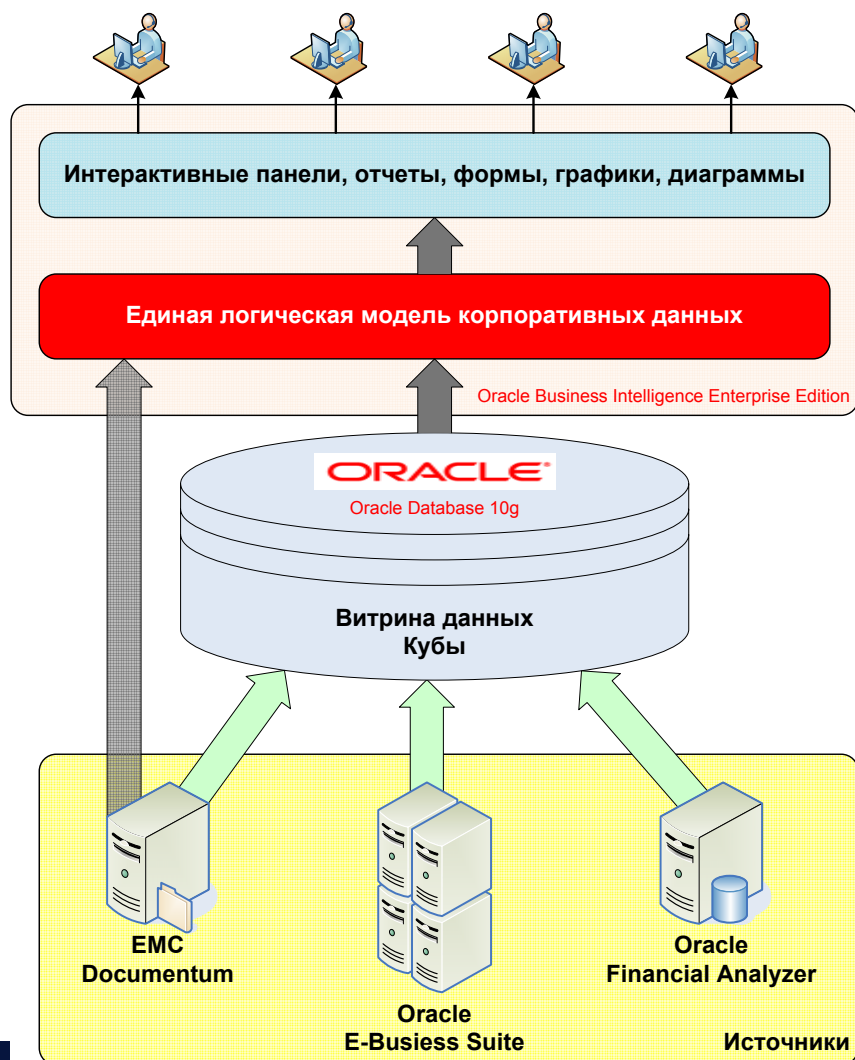 Интерактивные панели, отчеты, формы, графики, диаграммы
Единая логическая модель корпоративных данных
Oracle Business Intelligence Enterprise Edition
ORACLE®
Oracle Database 10g
Витрина данных
Кубы
EMC
Documentum
Oracle
Financial Analyzer
Oracle
E-Busiess Suite
Источники